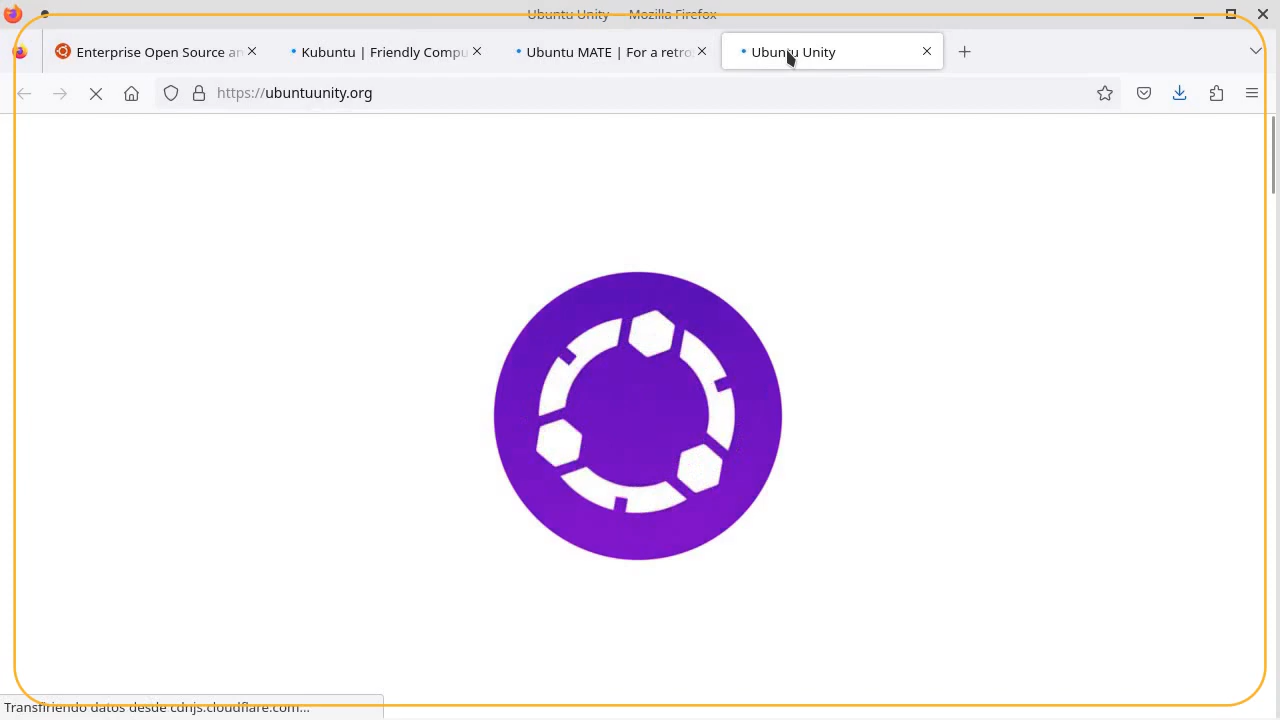 Ubuntu Unity — Mozilla Firefox
Enterprise Open Source an
Kubuntu | Friendly Compu
Ubuntu MATE | For a retro
Ubuntu Unity
https://ubuntuunity.org
Transfiriendo datos desde cdnjs.cloudflare.com...